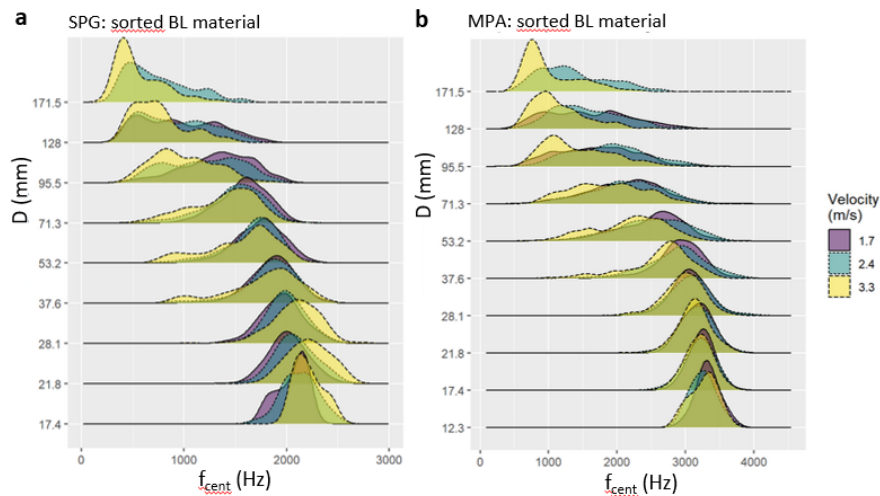 a SPG: sorted BL material
D (mm)
171.5
128
95.5
71.3
53.2
37.6
28.1
21.8
17.4
0 1000 2000 3000
fcent (Hz)
b MPA: sorted BL material
D (mm)
171.5
128
95.5
71.3
53.2
37.6
28.1
21.8
17.4
12.3
0 1000 2000 3000 4000
fcent (Hz)
Velocity
(m/s)
1.7
2.4
3.3